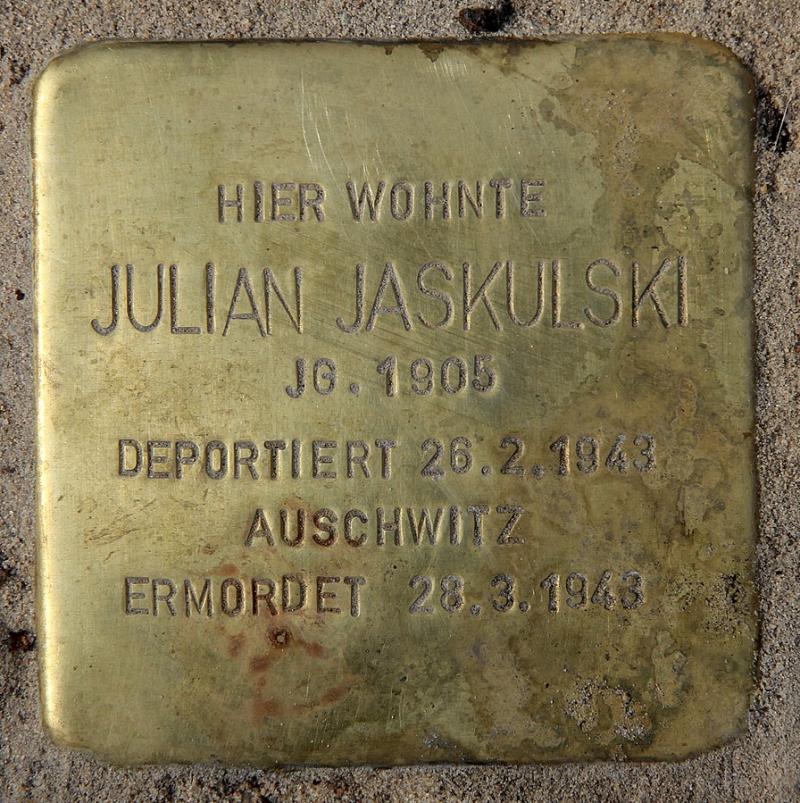 HIER WOHNTE
JULIAN JASKULSKI
JG. 1905
DEPORTIERT 26.2.1943
AUSCHWITZ
ERMORDET 28.3.1943